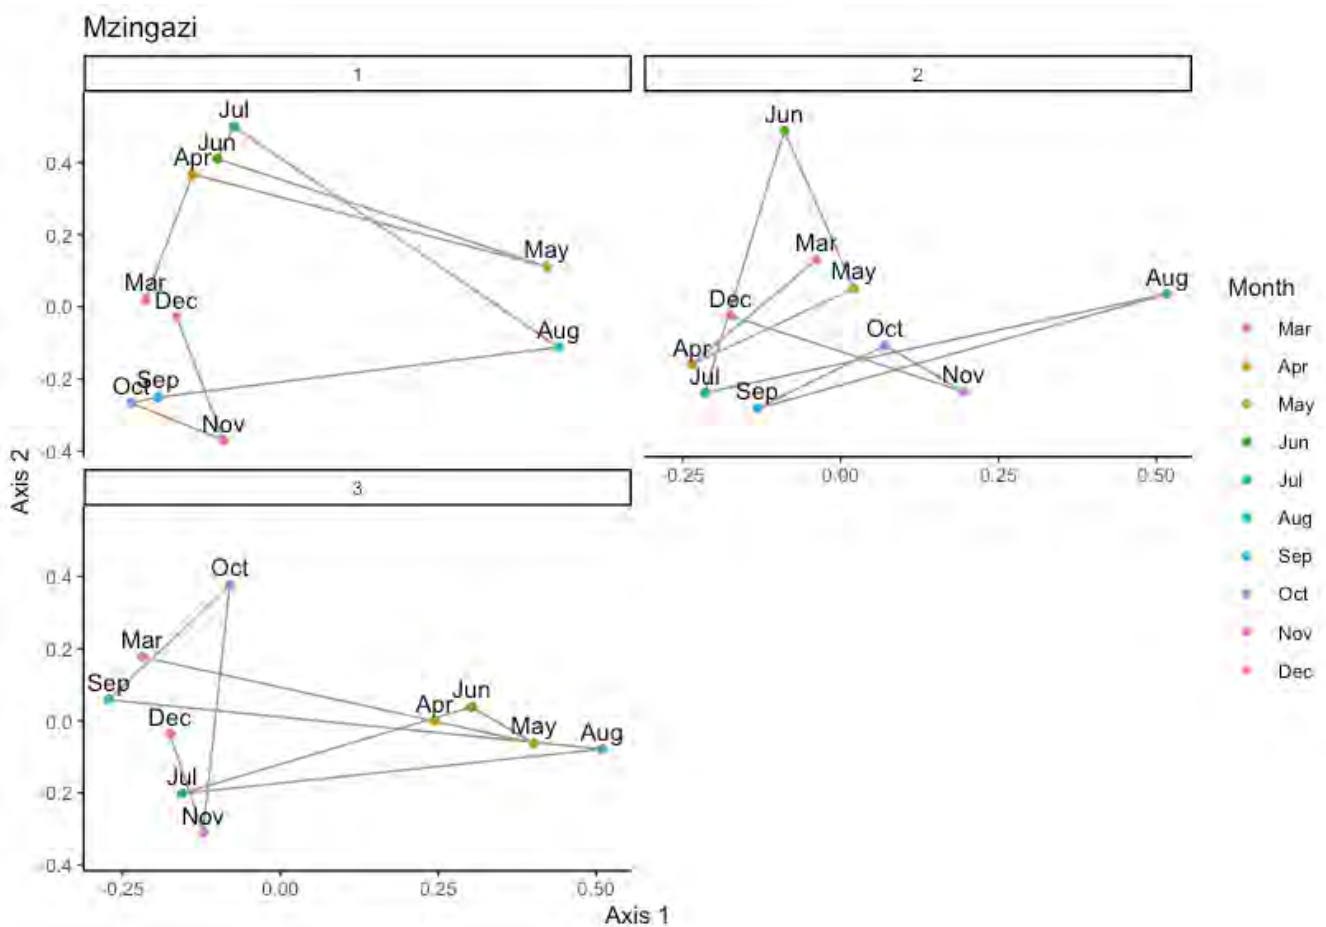 Mzingazi
1
2
Jul
Jun
Apr
May
Mar
Dec
Aug
Oct
Sep
Nov
0.4
0.2
0.0
-0.2
-0.4
Jun
Mar
May
Aug
Dec
Oct
Apr
Jul
Sep
Nov
-0.25
0.00
0.25
0.50
3
Oct
Mar
Sep
Dec
Apr
Jun
May
Aug
Jul
Nov
0.4
0.2
0.0
-0.2
-0.4
-0.25
0.00
0.25
0.50
Axis 2
Axis 1
Month
Mar
Apr
May
Jun
Jul
Aug
Sep
Oct
Nov
Dec